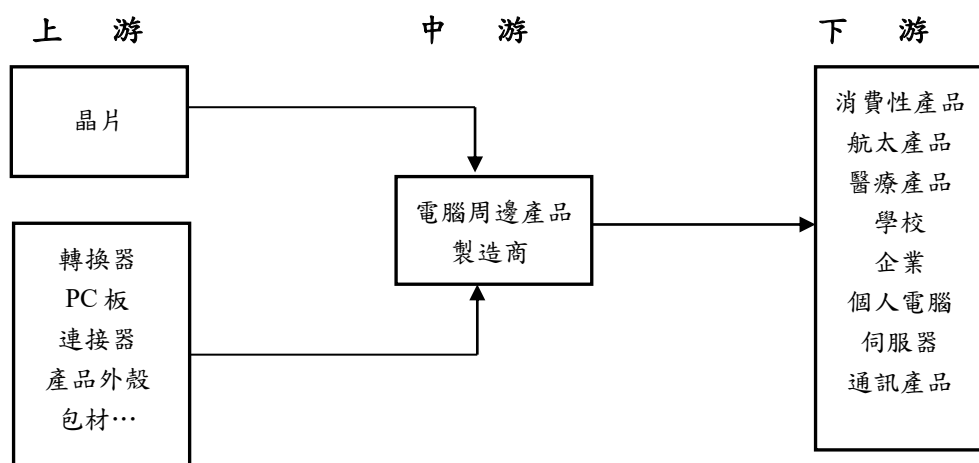 上 游
中 游
下 游
晶片
轉換器
PC 板
連接器
產品外殼
包材…
電腦周邊產品
製造商
消費性產品
航太產品
醫療產品
學校
企業
個人電腦
伺服器
通訊產品